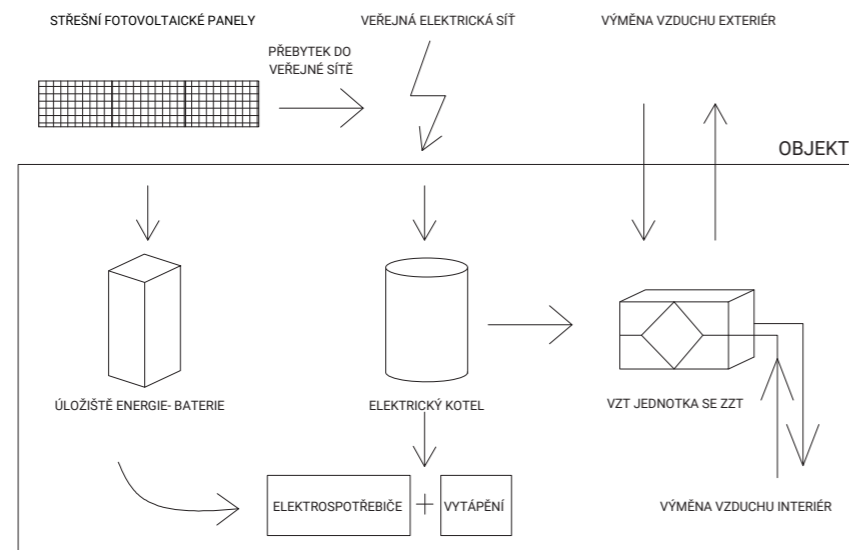 STŘEŠNÍ FOTOVOLTAICKÉ PANELY
VEŘEJNÁ ELEKTRICKÁ SÍŤ
VÝMĚNA VZDUCHU EXTERIÉR
PŘEBYTEK DO
VEŘEJNÉ SÍTĚ
OBJEKT
ÚLOŽIŠTĚ ENERGIE- BATERIE
ELEKTRICKÝ KOTEL
VZT JEDNOTKA SE ZZT
ELEKTROSPOTŘEBIČE + VYTÁPĚNÍ
VÝMĚNA VZDUCHU INTERIÉR